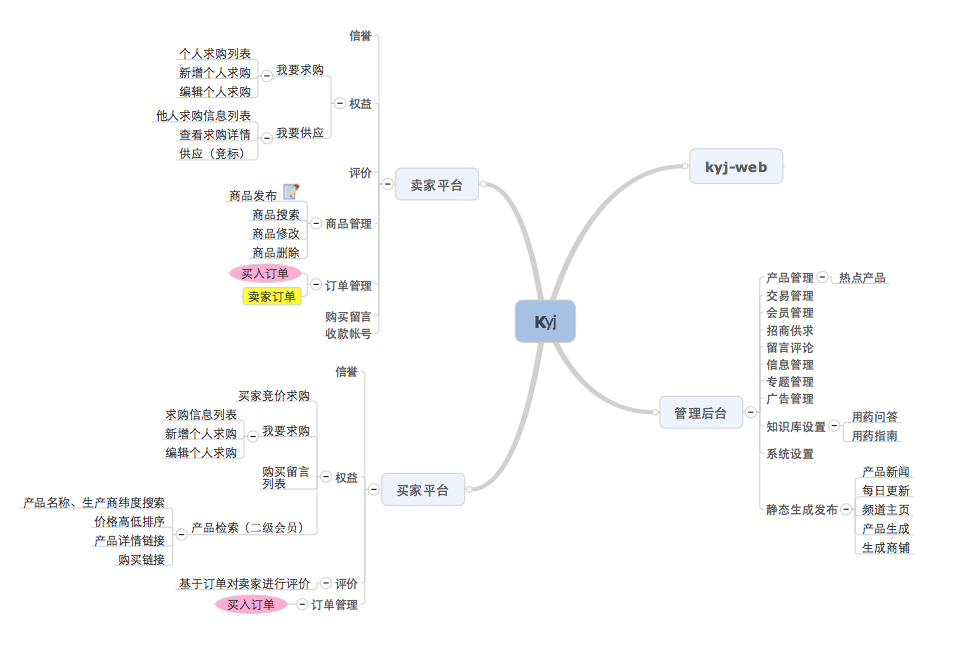 Kyj
卖家平台
信誉
权益
我要求购
个人求购列表
新增个人求购
编辑个人求购
我要供应
他人求购信息列表
查看求购详情
供应（竞标）
评价
商品管理
商品发布
商品搜索
商品修改
商品删除
订单管理
买入订单
卖家订单
购买留言
收款帐号
买家平台
信誉
权益
买家竞价求购
我要求购
求购信息列表
新增个人求购
编辑个人求购
购买留言
列表
产品检索（二级会员）
产品名称、生产商纬度搜索
价格高低排序
产品详情链接
购买链接
评价
基于订单对卖家进行评价
订单管理
买入订单
kyj-web
管理后台
产品管理
热点产品
交易管理
会员管理
招商供求
留言评论
信息管理
专题管理
广告管理
知识库设置
用药问答
用药指南
系统设置
静态生成发布
产品新闻
每日更新
频道主页
产品生成
生成商铺